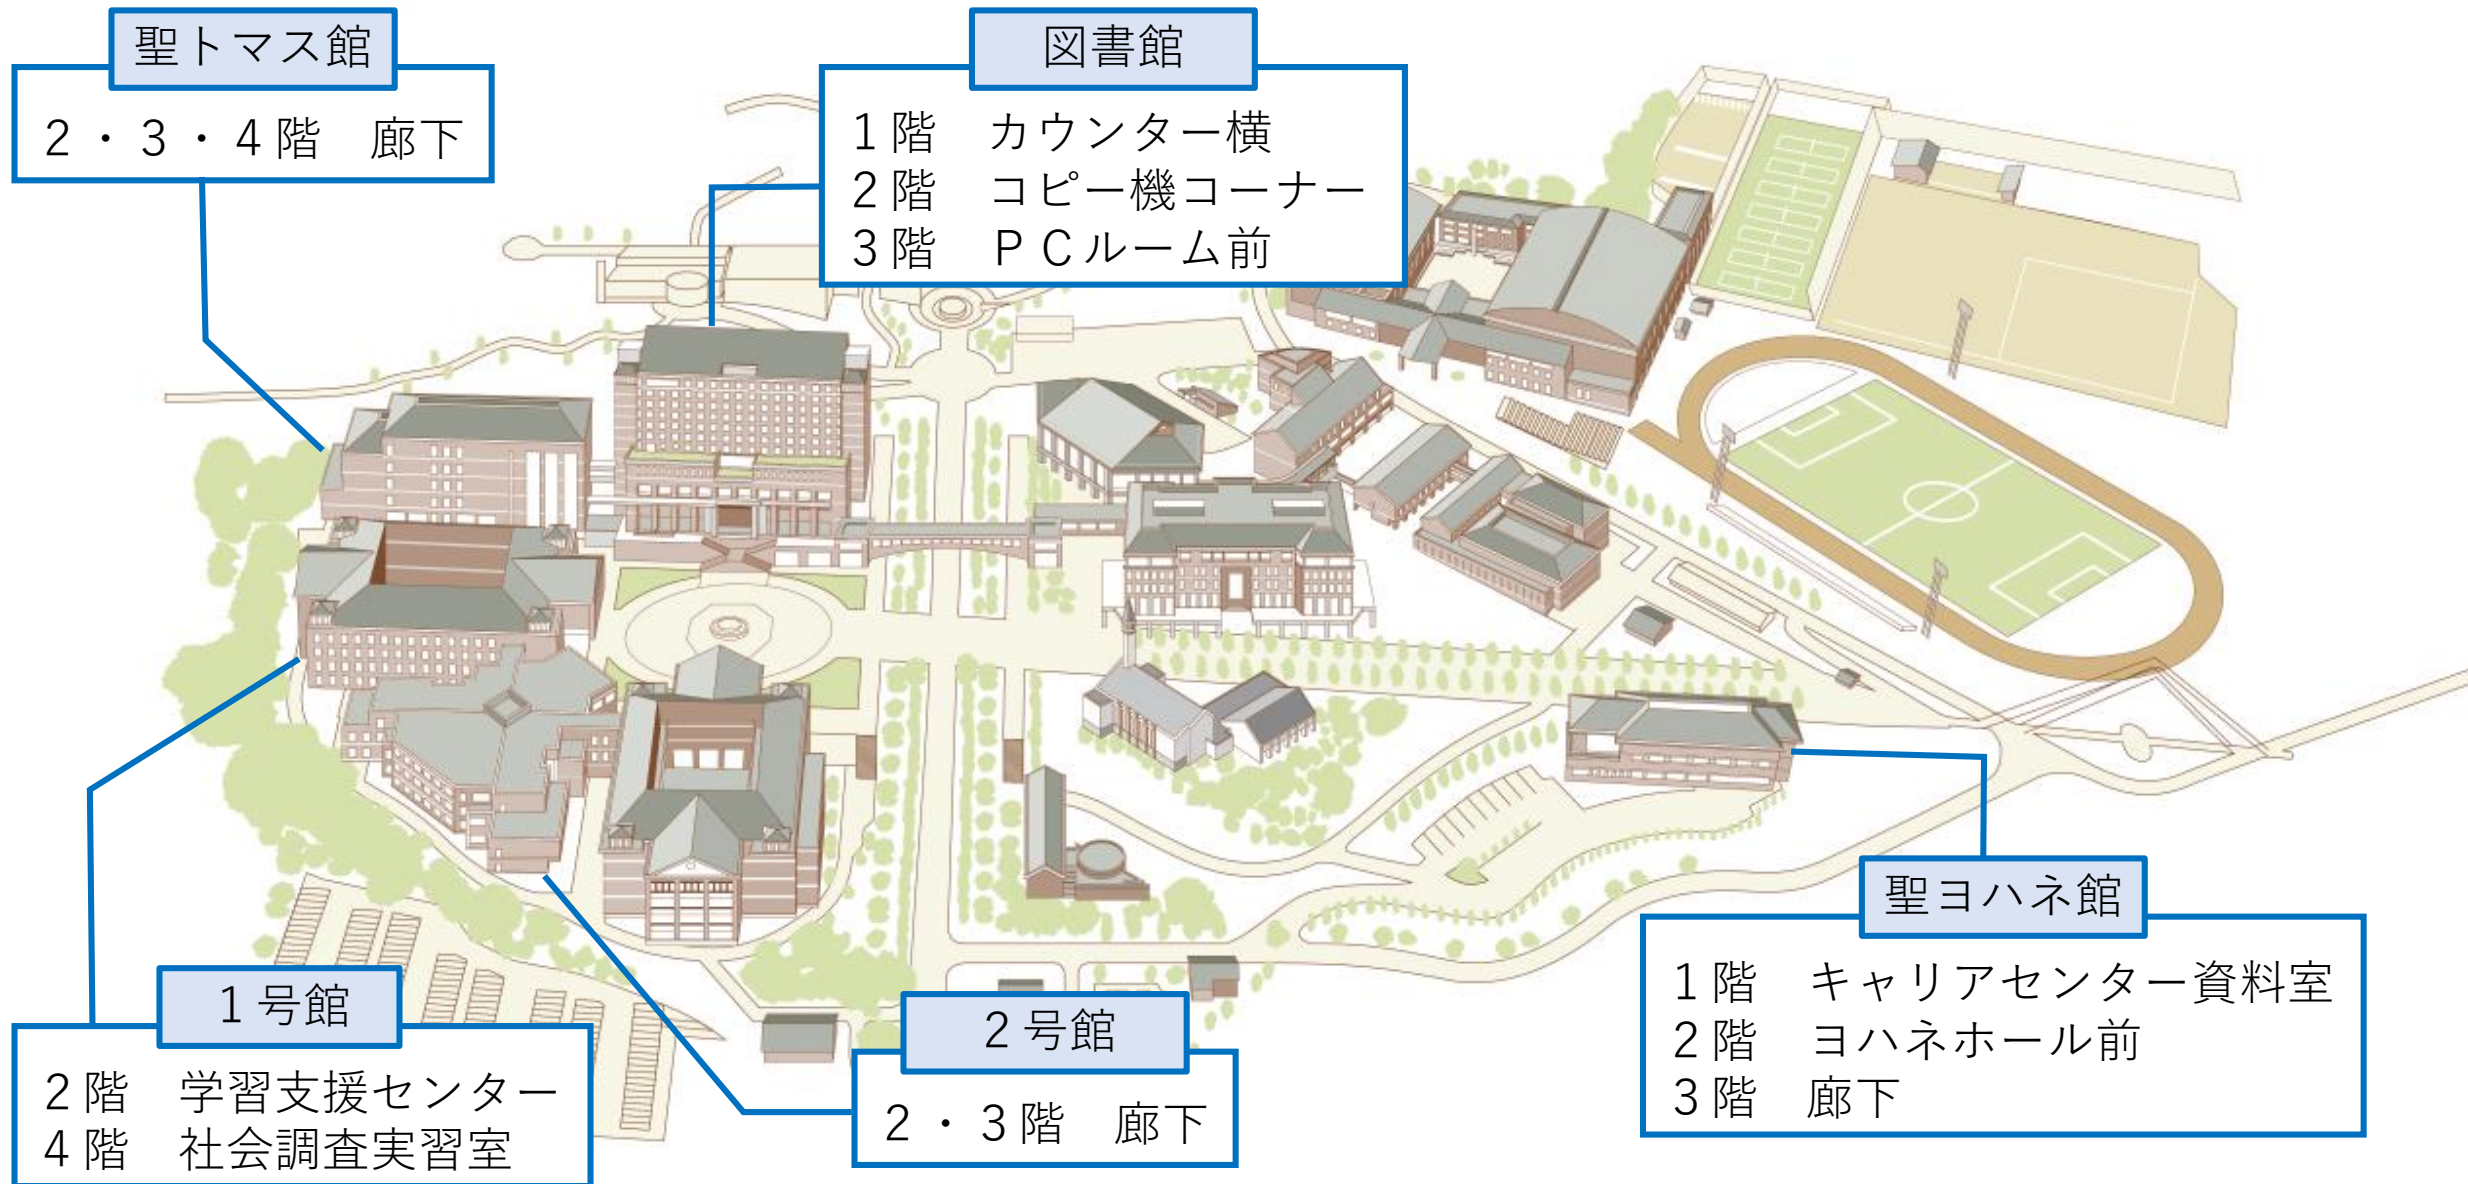 聖トマス館
２・３・４階　廊下
図書館
１階　カウンター横
２階　コピー機コーナー
３階　ＰＣルーム前
１号館
２階　学習支援センター
４階　社会調査実習室
２号館
２・３階　廊下
聖ヨハネ館
１階　キャリアセンター資料室
２階　ヨハネホール前
３階　廊下